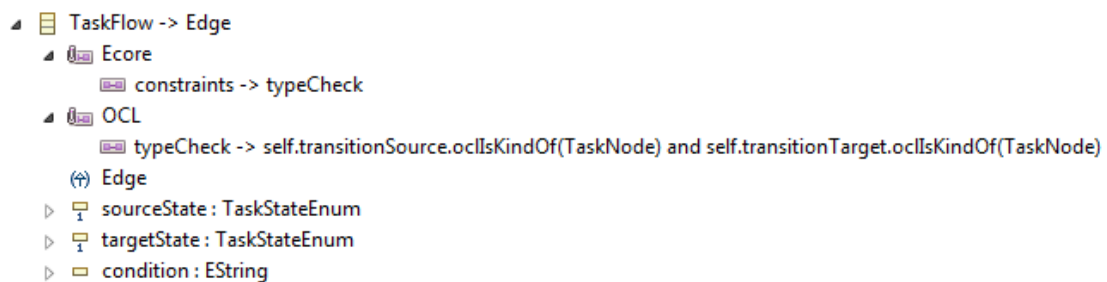 TaskFlow -> Edge
Ecore
constraints -> typeCheck
OCL
typeCheck -> self.transitionSource.oclIsKindOf(TaskNode) and self.transitionTarget.oclIsKindOf(TaskNode)
Edge
sourceState : TaskStateEnum
targetState : TaskStateEnum
condition : EString